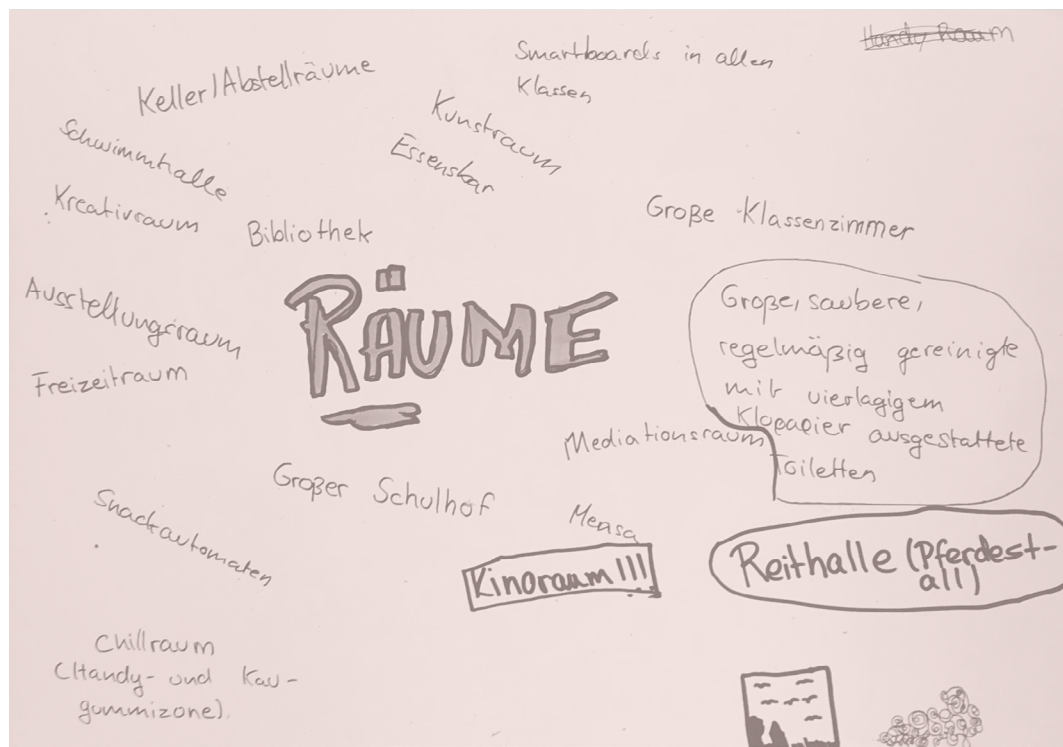 Handy Raum
Smartboards in allen
Klassen
Keller/Abstellräume
Kunstraum
Essensbar
Schwimmhalle
Kreativraum
Bibliothek
Große Klassenzimmer
RÄUME
Ausstellungsraum
Freizeitraum
Große, saubere,
regelmäßig gereinigte
mit vierlagigem
Klopapier ausgestattete
Toiletten
Mediationsraum
Großer Schulhof
Snackautomaten
Mensa
Kinoraum!!!
Reithalle (Pferdest-
all)
Chillraum
(Handy- und Kau-
gummizone).